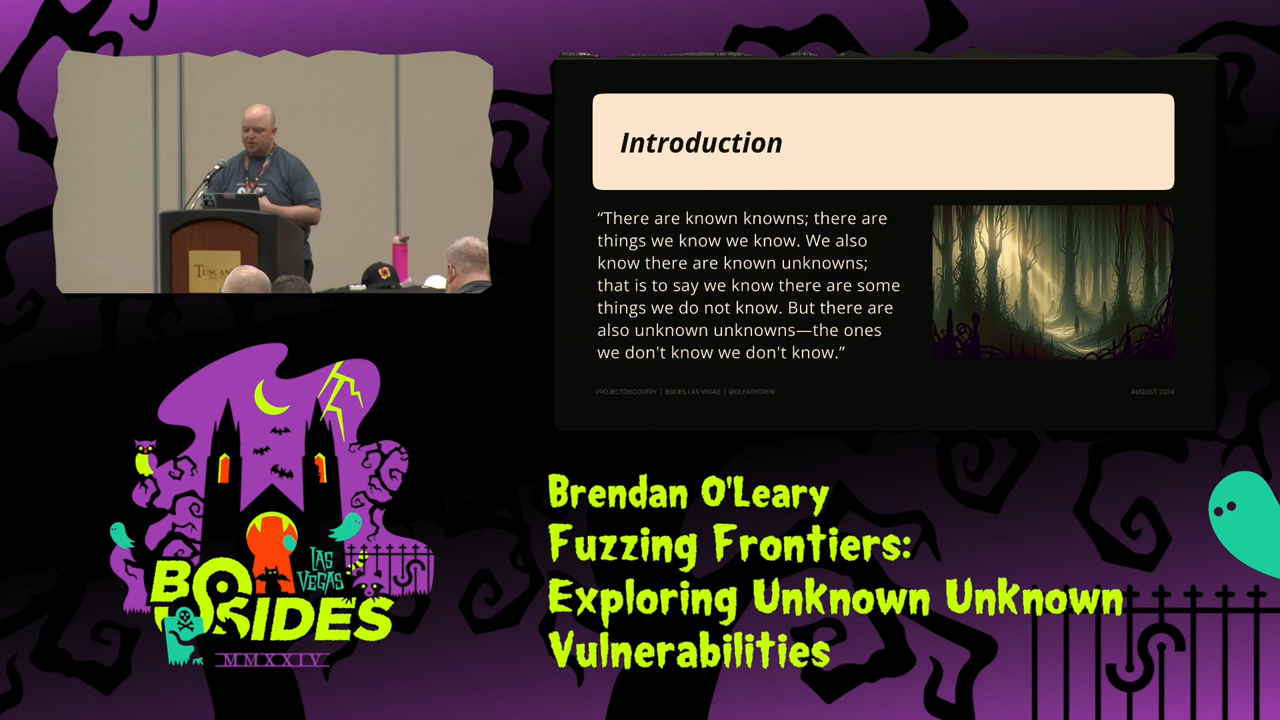 Introduction
“There are known knowns; there are
things we know we know. We also
know there are known unknowns;
that is to say we know there are some
things we do not know. But there are
also unknown unknowns—the ones
we don't know we don't know.”
PROJECTDISCOVERY | BSIDES LAS VEGAS | @OLEARYCREW
AUGUST 2024
TUSCANY
LAS
VEGAS
BSIDES
MMXXIV
Brendan O'Leary
Fuzzing Frontiers:
Exploring Unknown Unknown
Vulnerabilities